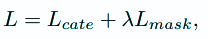 L = L_{cate} + λL_{mask},